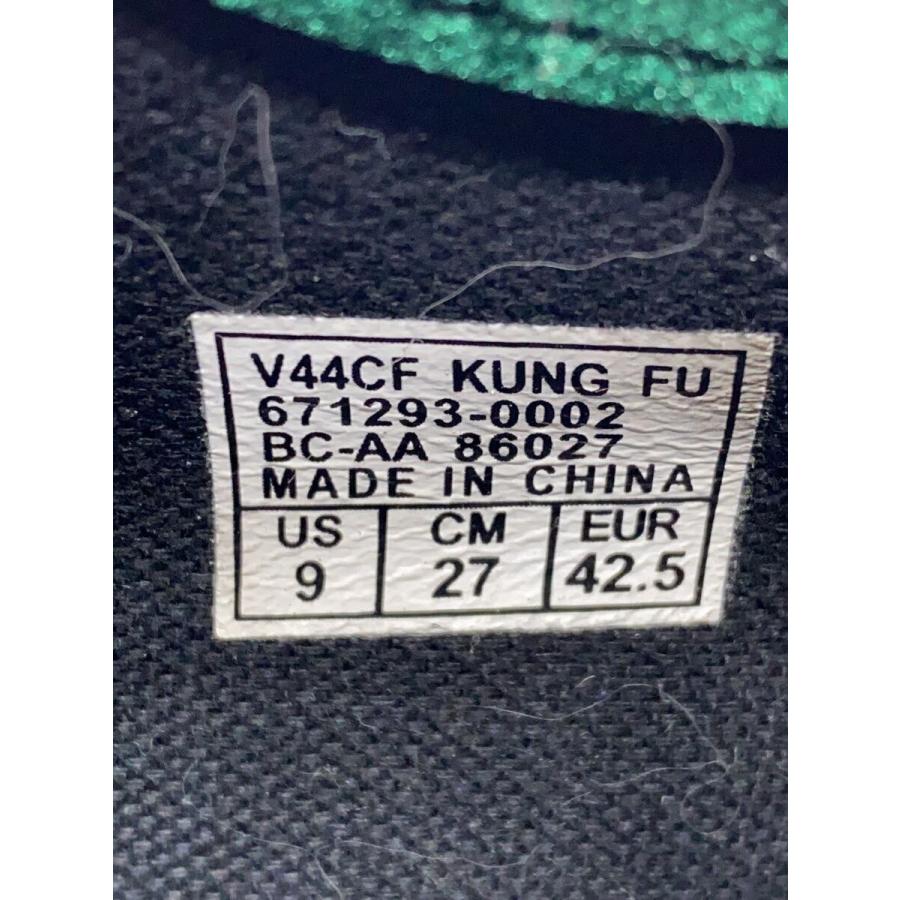 V44CF KUNG FU
671293-0002
BC-AA 86027
MADE IN CHINA
US CM EUR
9 27 42.5